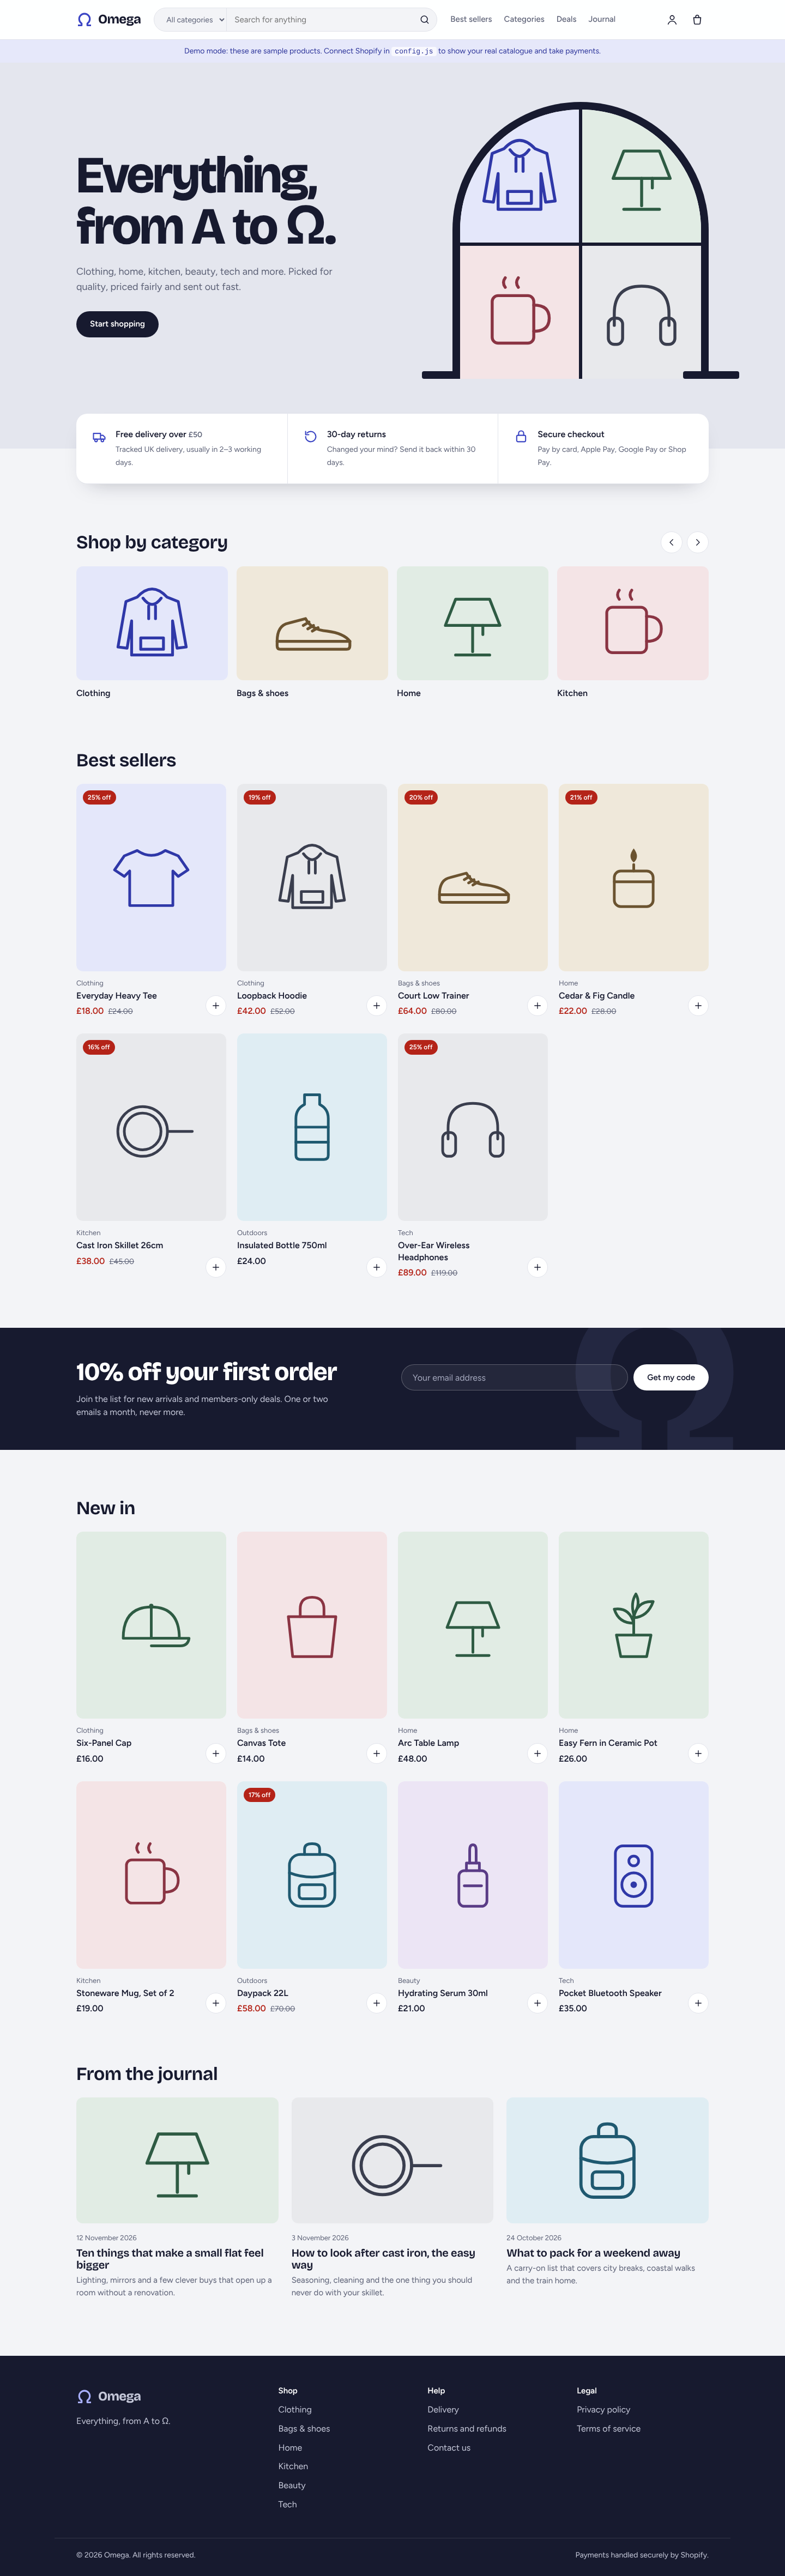 Omega
All categories
Search for anything
Best sellers
Categories
Deals
Journal
Demo mode: these are sample products. Connect Shopify in config.js to show your real catalogue and take payments.
Everything,
from A to Ω.
Clothing, home, kitchen, beauty, tech and more. Picked for
quality, priced fairly and sent out fast.
Start shopping
Free delivery over £50
Tracked UK delivery, usually in 2–3 working
days.
30-day returns
Changed your mind? Send it back within 30
days.
Secure checkout
Pay by card, Apple Pay, Google Pay or Shop
Pay.
Shop by category
Clothing
Bags & shoes
Home
Kitchen
Best sellers
25% off
Clothing
Everyday Heavy Tee
£18.00 £24.00
19% off
Clothing
Loopback Hoodie
£42.00 £52.00
20% off
Bags & shoes
Court Low Trainer
£64.00 £80.00
21% off
Home
Cedar & Fig Candle
£22.00 £28.00
16% off
Kitchen
Cast Iron Skillet 26cm
£38.00 £45.00
Outdoors
Insulated Bottle 750ml
£24.00
25% off
Tech
Over-Ear Wireless
Headphones
£89.00 £119.00
10% off your first order
Join the list for new arrivals and members-only deals. One or two
emails a month, never more.
Your email address
Get my code
Ω
New in
Clothing
Six-Panel Cap
£16.00
Bags & shoes
Canvas Tote
£14.00
Home
Arc Table Lamp
£48.00
Home
Easy Fern in Ceramic Pot
£26.00
Kitchen
Stoneware Mug, Set of 2
£19.00
17% off
Outdoors
Daypack 22L
£58.00 £70.00
Beauty
Hydrating Serum 30ml
£21.00
Tech
Pocket Bluetooth Speaker
£35.00
From the journal
12 November 2026
Ten things that make a small flat feel
bigger
Lighting, mirrors and a few clever buys that open up a
room without a renovation.
3 November 2026
How to look after cast iron, the easy
way
Seasoning, cleaning and the one thing you should
never do with your skillet.
24 October 2026
What to pack for a weekend away
A carry-on list that covers city breaks, coastal walks
and the train home.
Omega
Everything, from A to Ω.
Shop
Clothing
Bags & shoes
Home
Kitchen
Beauty
Tech
Help
Delivery
Returns and refunds
Contact us
Legal
Privacy policy
Terms of service
© 2026 Omega. All rights reserved.
Payments handled securely by Shopify.